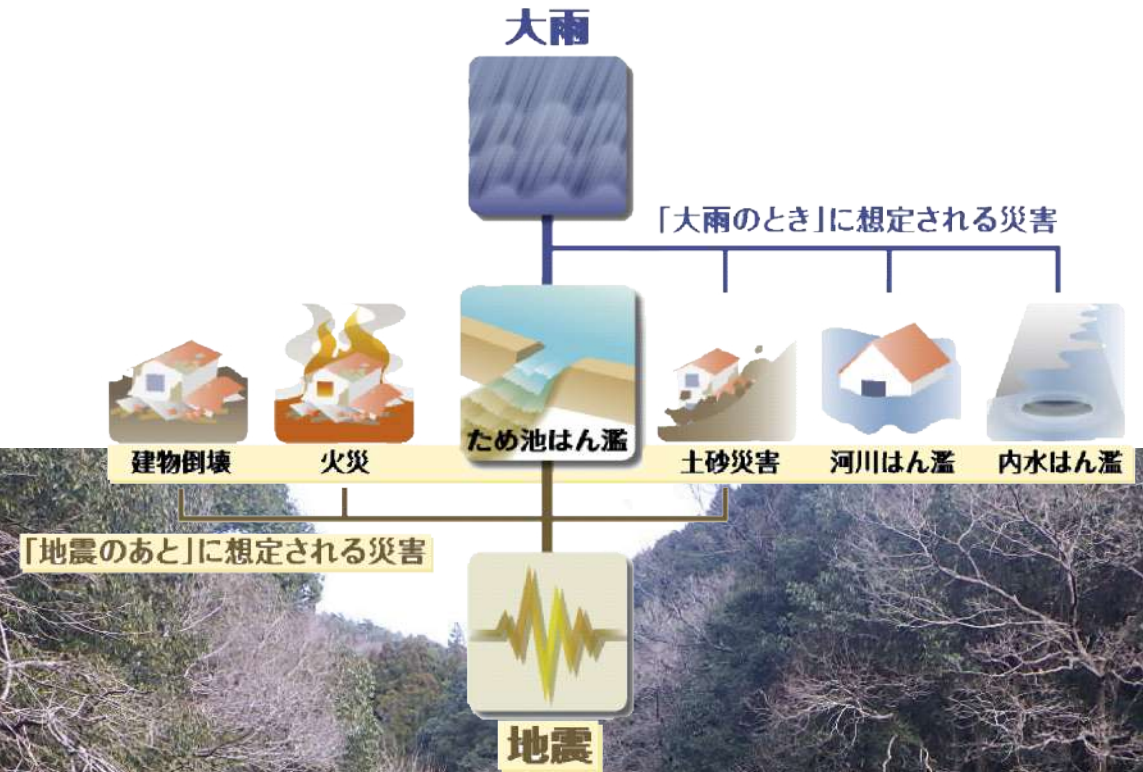 大雨
「大雨のとき」に想定される災害
建物倒壊
火災
ため池はん濫
土砂災害
河川はん濫
内水はん濫
「地震のあと」に想定される災害
地震